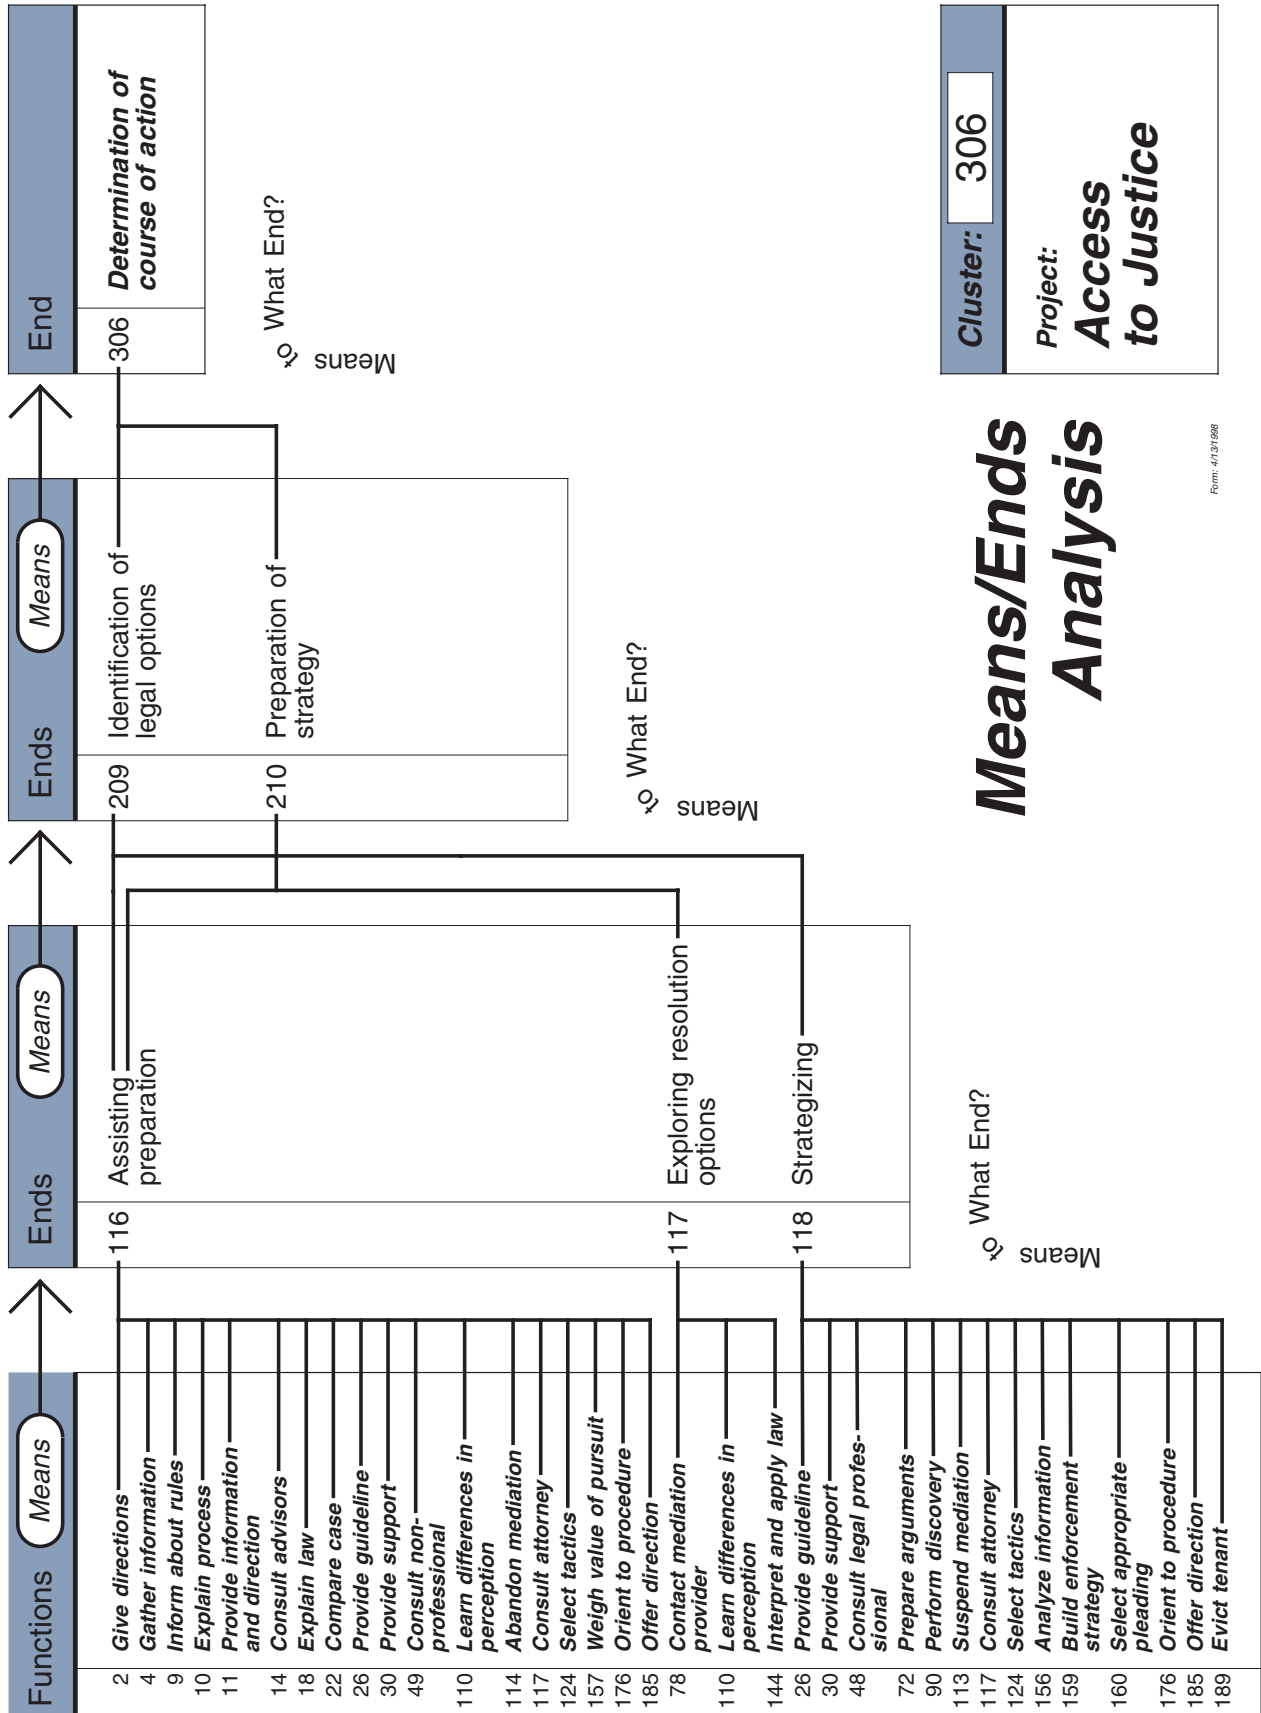 Functions
Means
2 Give directions
4 Gather information
9 Inform about rules
10 Explain process
11 Provide information
and direction
14 Consult advisors
18 Explain law
22 Compare case
26 Provide guideline
30 Provide support
49 Consult non-
professional
110 Learn differences in
perception
114 Abandon mediation
117 Consult attorney
124 Select tactics
157 Weigh value of pursuit
176 Orient to procedure
185 Offer direction
78 Contact mediation
provider
110 Learn differences in
perception
144 Interpret and apply law
26 Provide guideline
30 Provide support
48 Consult legal profes-
sional
72 Prepare arguments
90 Perform discovery
113 Suspend mediation
117 Consult attorney
124 Select tactics
156 Analyze information
159 Build enforcement
strategy
160 Select appropriate
pleading
176 Orient to procedure
185 Offer direction
189 Evict tenant
Ends
Means
116 Assisting
preparation
117 Exploring resolution
options
118 Strategizing
Means
to What End?
Ends
Means
209 Identification of
legal options
210 Preparation of
strategy
Means
to What End?
End
306 Determination of
course of action
Means
to What End?
Means/Ends
Analysis
Form: 4/13/1998
Cluster: 306
Project:
Access
to Justice